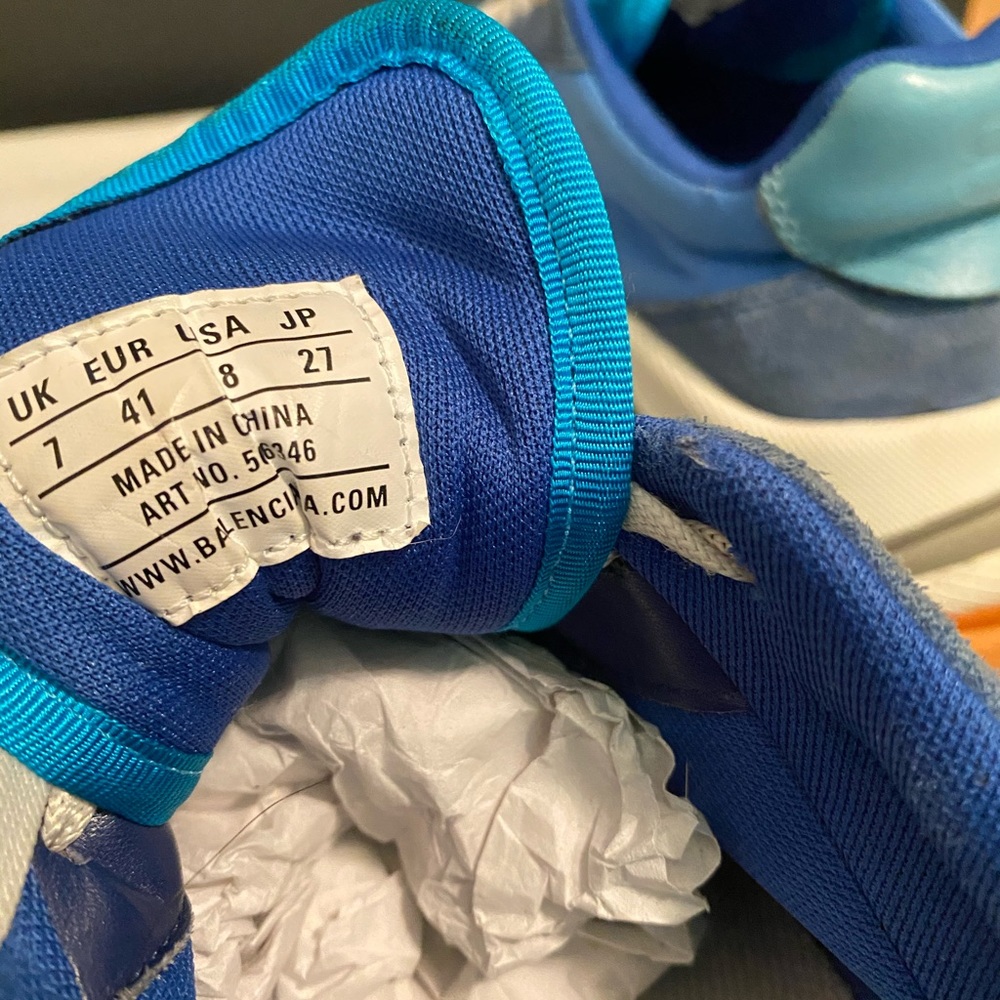 UK EUR USA JP
7 41 8 27
MADE IN CHINA
ART NO.